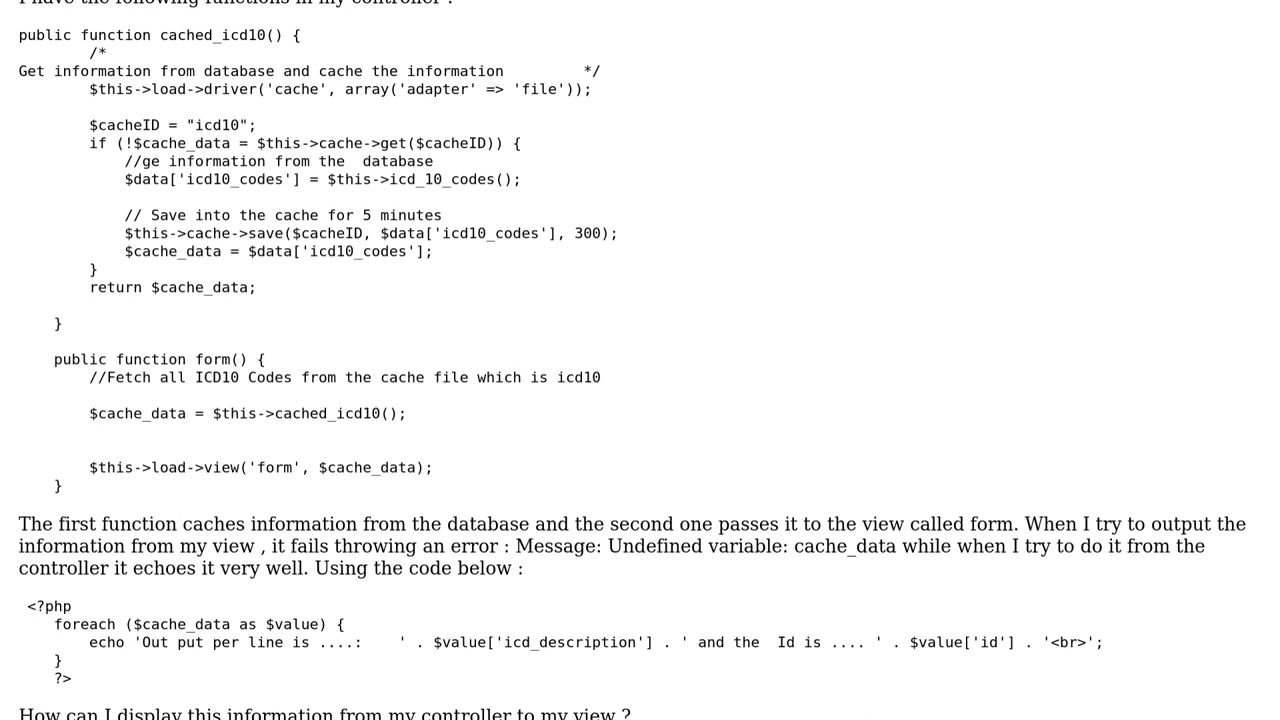 I have the following functions in my controller :
public function cached_icd10() {
        /*
Get information from database and cache the information         */
        $this->load->driver('cache', array('adapter' => 'file'));
        $cacheID = "icd10";
        if (!$cache_data = $this->cache->get($cacheID)) {
            //ge information from the  database
            $data['icd10_codes'] = $this->icd_10_codes();
            // Save into the cache for 5 minutes
            $this->cache->save($cacheID, $data['icd10_codes'], 300);
            $cache_data = $data['icd10_codes'];
        }
        return $cache_data;
    }
    public function form() {
        //Fetch all ICD10 Codes from the cache file which is icd10
        $cache_data = $this->cached_icd10();
        $this->load->view('form', $cache_data);
    }
The first function caches information from the database and the second one passes it to the view called form. When I try to output the
information from my view , it fails throwing an error : Message: Undefined variable: cache_data while when I try to do it from the
controller it echoes it very well. Using the code below :
 <?php
    foreach ($cache_data as $value) {
        echo 'Out put per line is ....:    ' . $value['icd_description'] . ' and the  Id is .... ' . $value['id'] . '<br>';
    }
    ?>
How can I display this information from my controller to my view ?